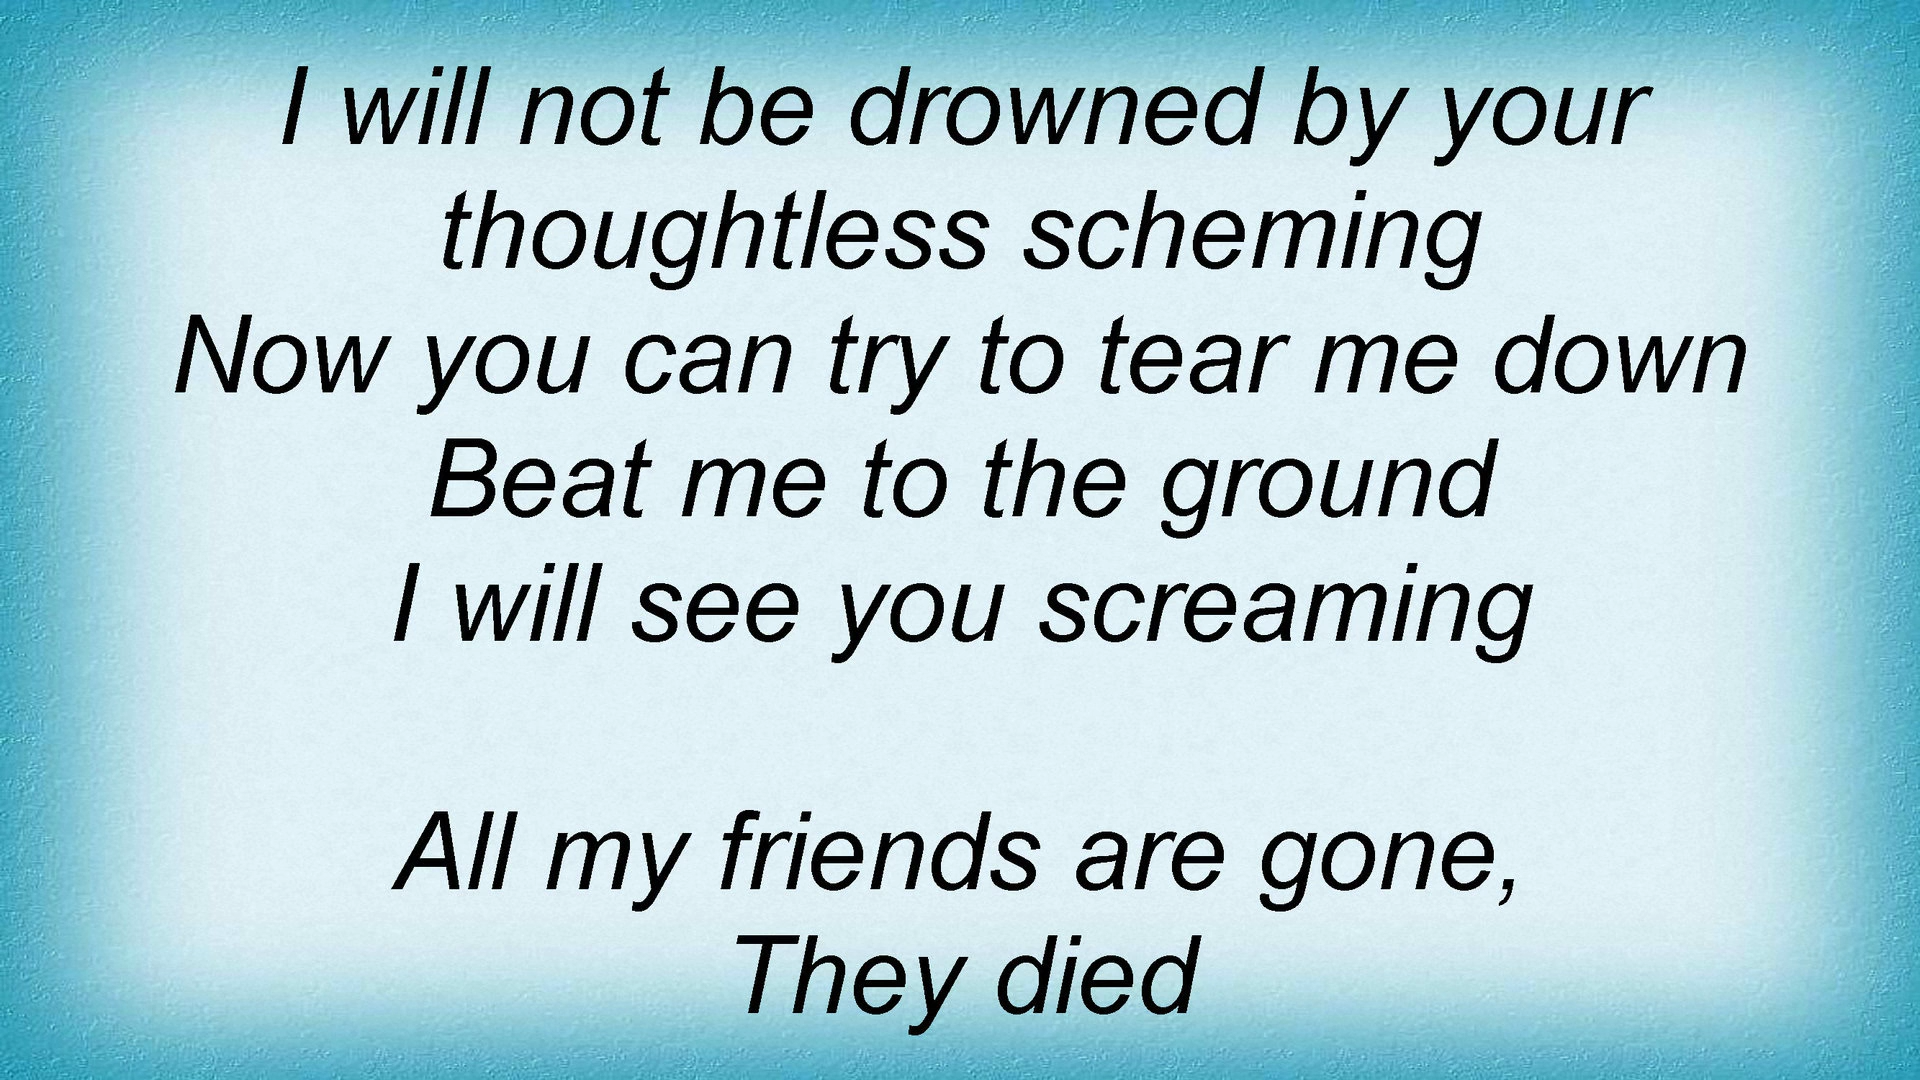 I will not be drowned by your
thoughtless scheming
Now you can try to tear me down
Beat me to the ground
I will see you screaming
All my friends are gone,
They died